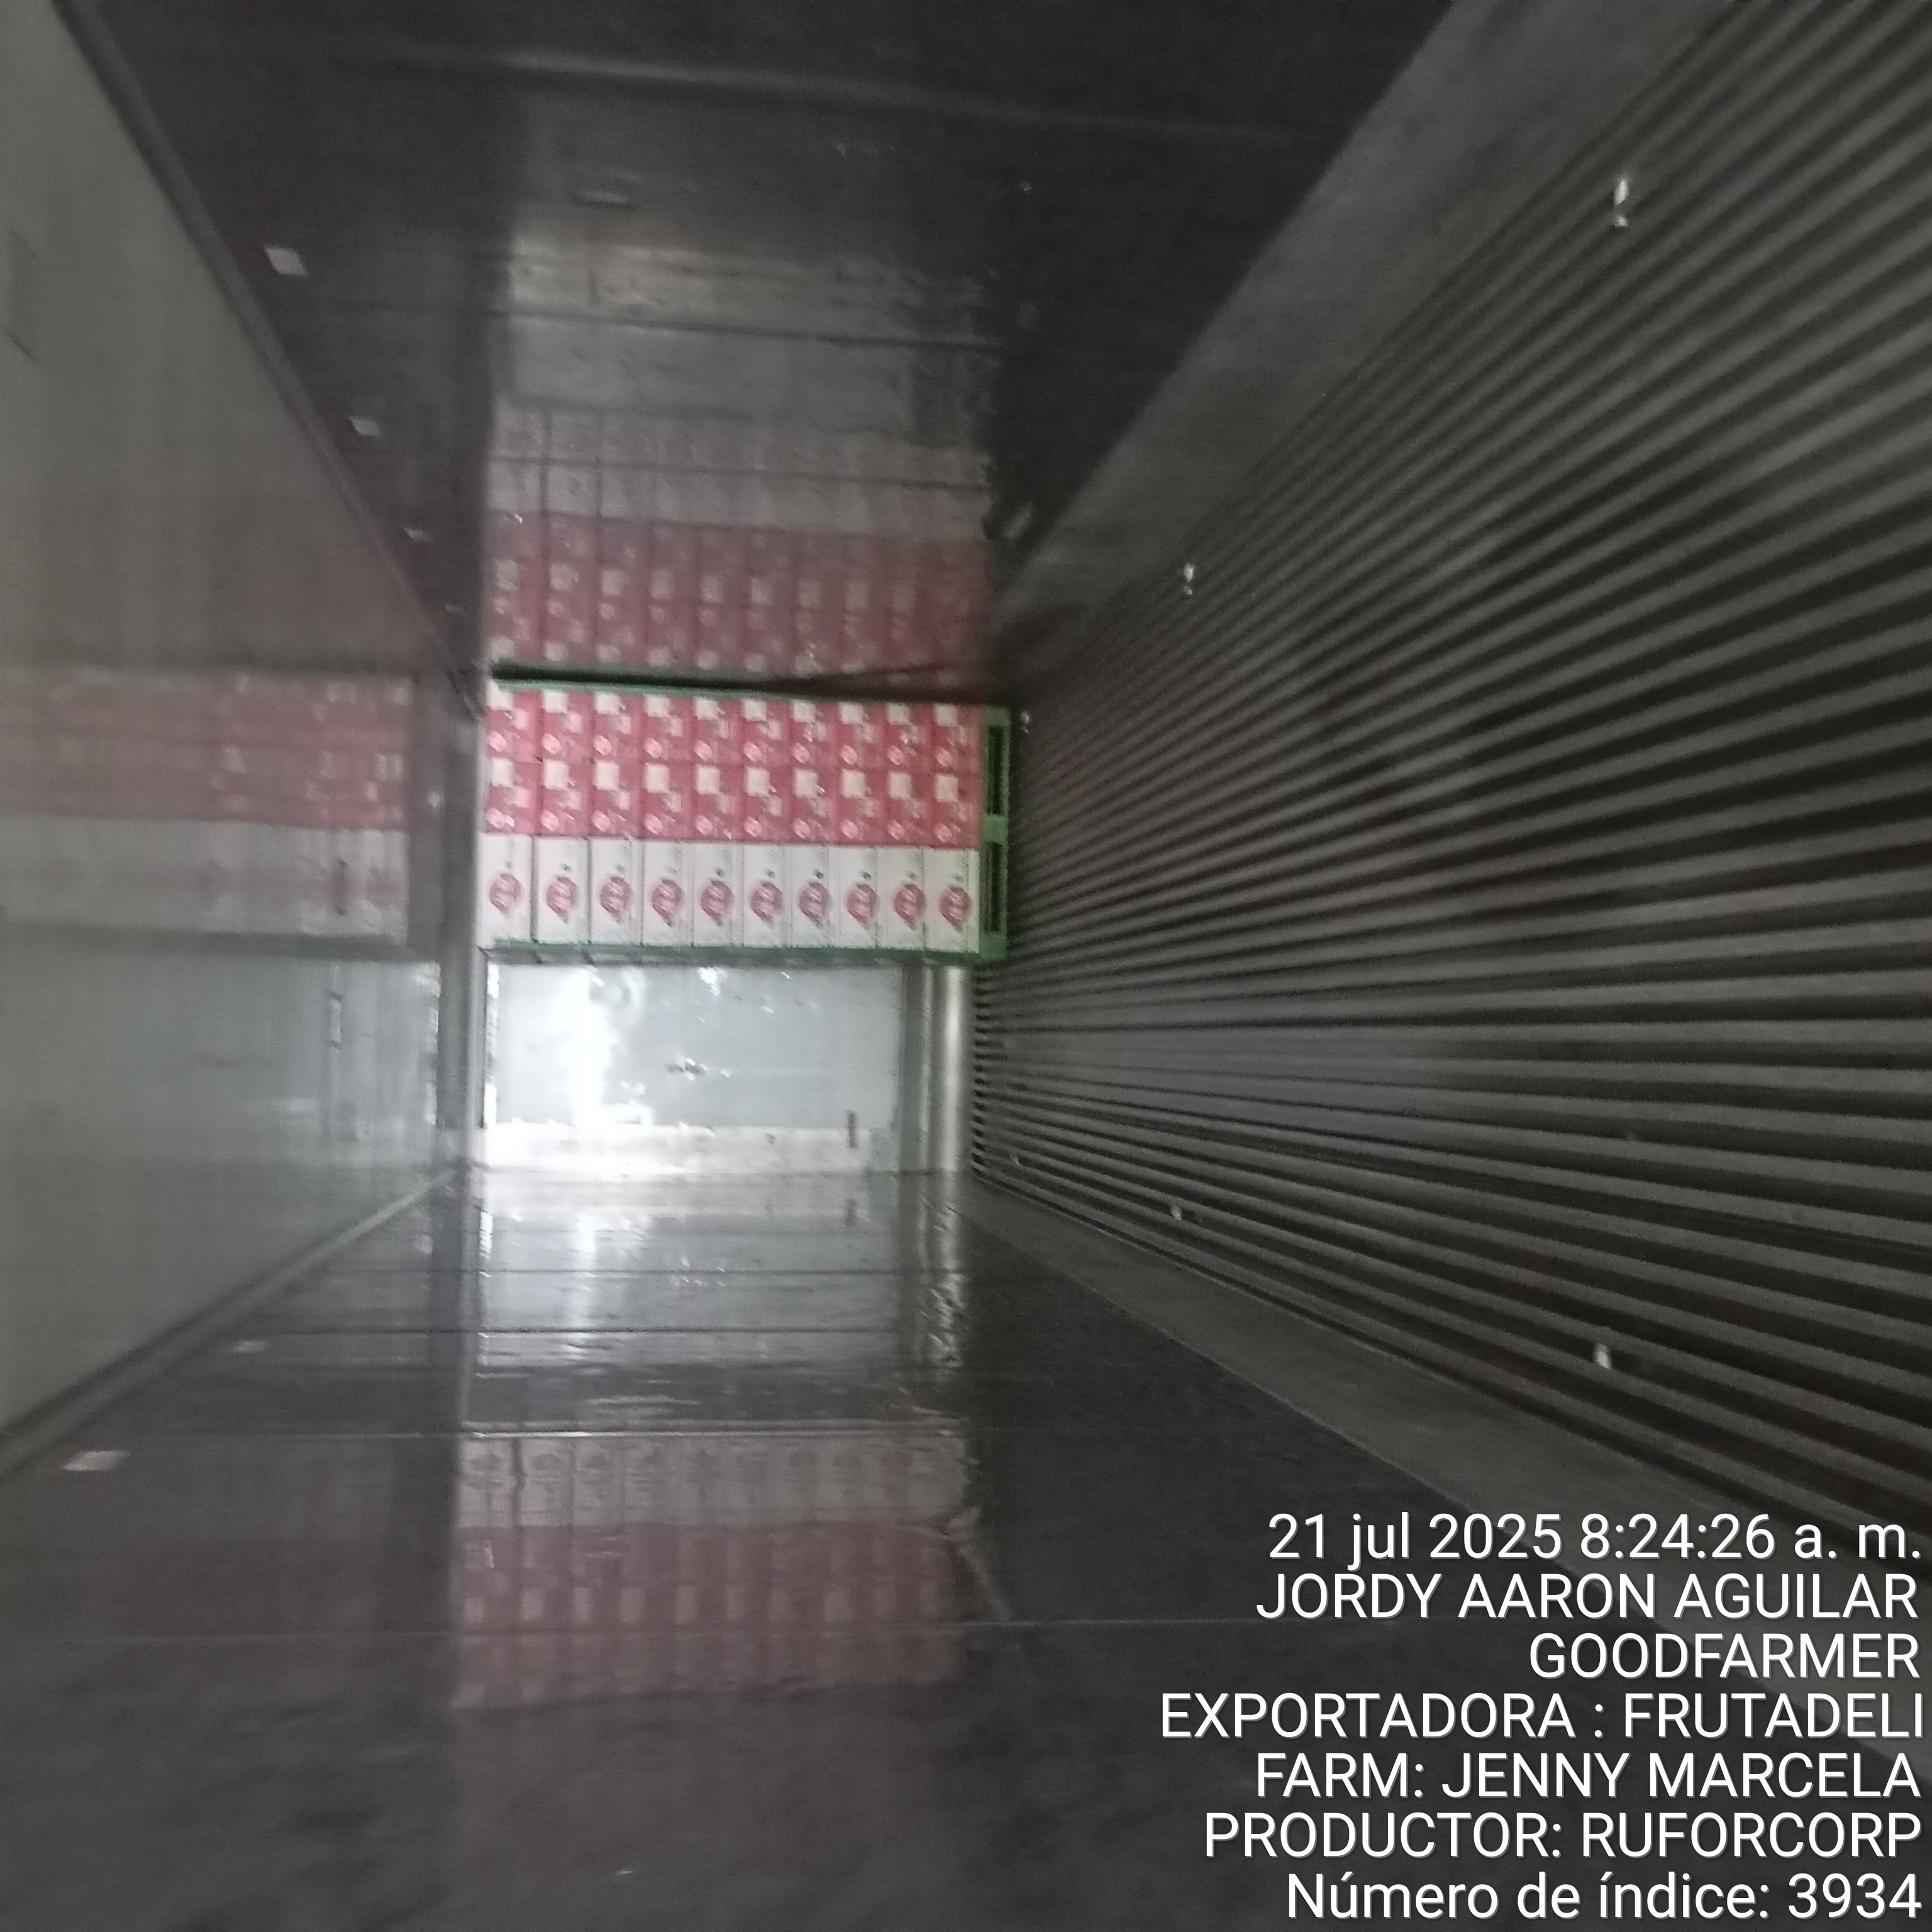 21 jul 2025 8:24:26 a. m.
JORDY AARON AGUILAR
GOODFARMER
EXPORTADORA : FRUTADELI
FARM: JENNY MARCELA
PRODUCTOR: RUFORCORP
Número de índice: 3934